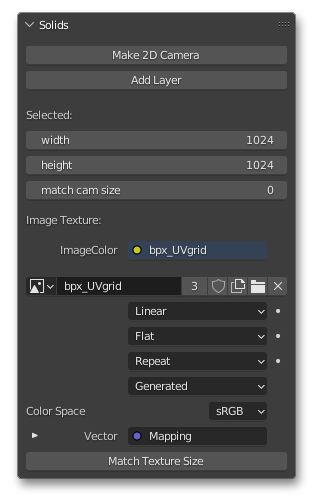 Solids
Make 2D Camera
Add Layer
Selected:
width 1024
height 1024
match cam size 0
Image Texture:
ImageColor bpx_UVgrid
bpx_UVgrid 3
Linear
Flat
Repeat
Generated
Color Space sRGB
Vector Mapping
Match Texture Size